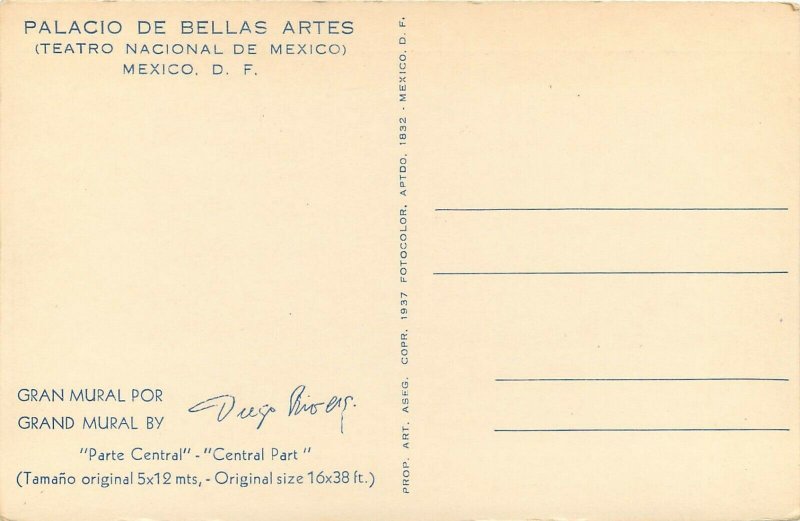 PALACIO DE BELLAS ARTES
(TEATRO NACIONAL DE MEXICO)
MEXICO, D. F.
GRAN MURAL POR
GRAND MURAL BY
Diego Rivera.
"Parte Central" - "Central Part"
(Tamaño original 5x12 mts, - Original size 16x38 ft.)
PROP. ART. ASEG. COPR. 1937 FOTOCOLOR, APTDO. 1832 - MEXICO, D. F.